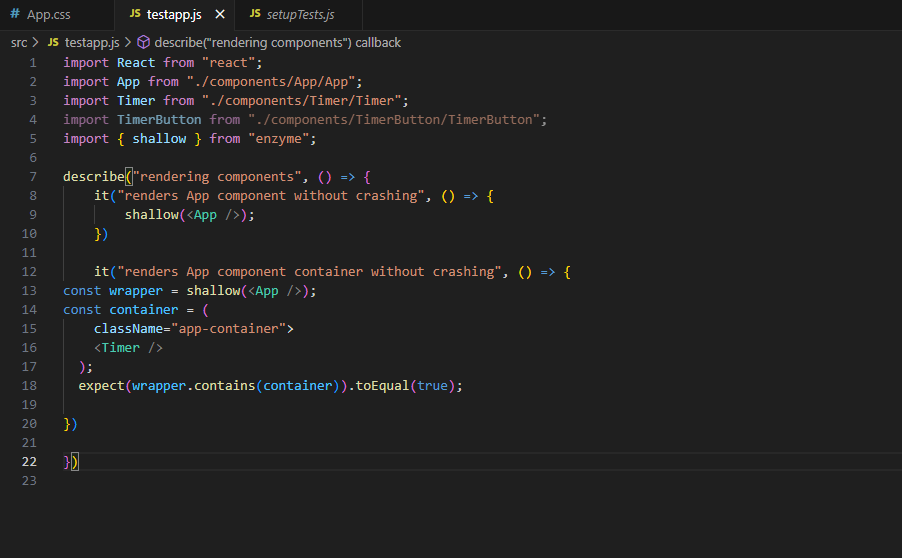 # App.css JS testapp.js × JS setupTests.js
src > JS testapp.js > describe("rendering components") callback
1 import React from "react";
2 import App from "./components/App/App";
3 import Timer from "./components/Timer/Timer";
4 import TimerButton from "./components/TimerButton/TimerButton";
5 import { shallow } from "enzyme";
6
7 describe("rendering components", () => {
8     it("renders App component without crashing", () => {
9         shallow(<App />);
10     })
11
12     it("renders App component container without crashing", () => {
13 const wrapper = shallow(<App />);
14 const container = (
15     className="app-container">
16     <Timer />
17   );
18   expect(wrapper.contains(container)).toEqual(true);
19
20 })
21
22 })
23